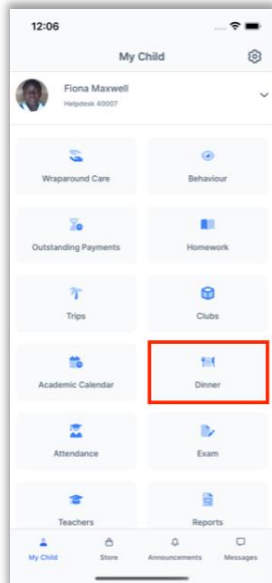 12:06
My Child
Fiona Maxwell
Helpdesk 40007
Wraparound Care
Behaviour
Outstanding Payments
Homework
Trips
Clubs
Academic Calendar
Dinner
Attendance
Exam
Teachers
Reports
My Child
Store
Announcements
Messages